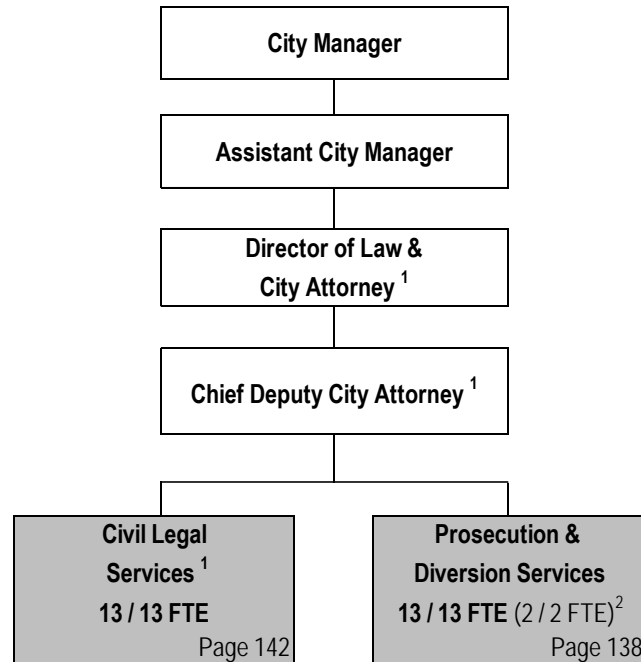 City Manager
Assistant City Manager
Director of Law &
City Attorney 1
Chief Deputy City Attorney 1
Civil Legal
Services 1
13 / 13 FTE
Page 142
Prosecution &
Diversion Services
13 / 13 FTE (2 / 2 FTE)2
Page 138